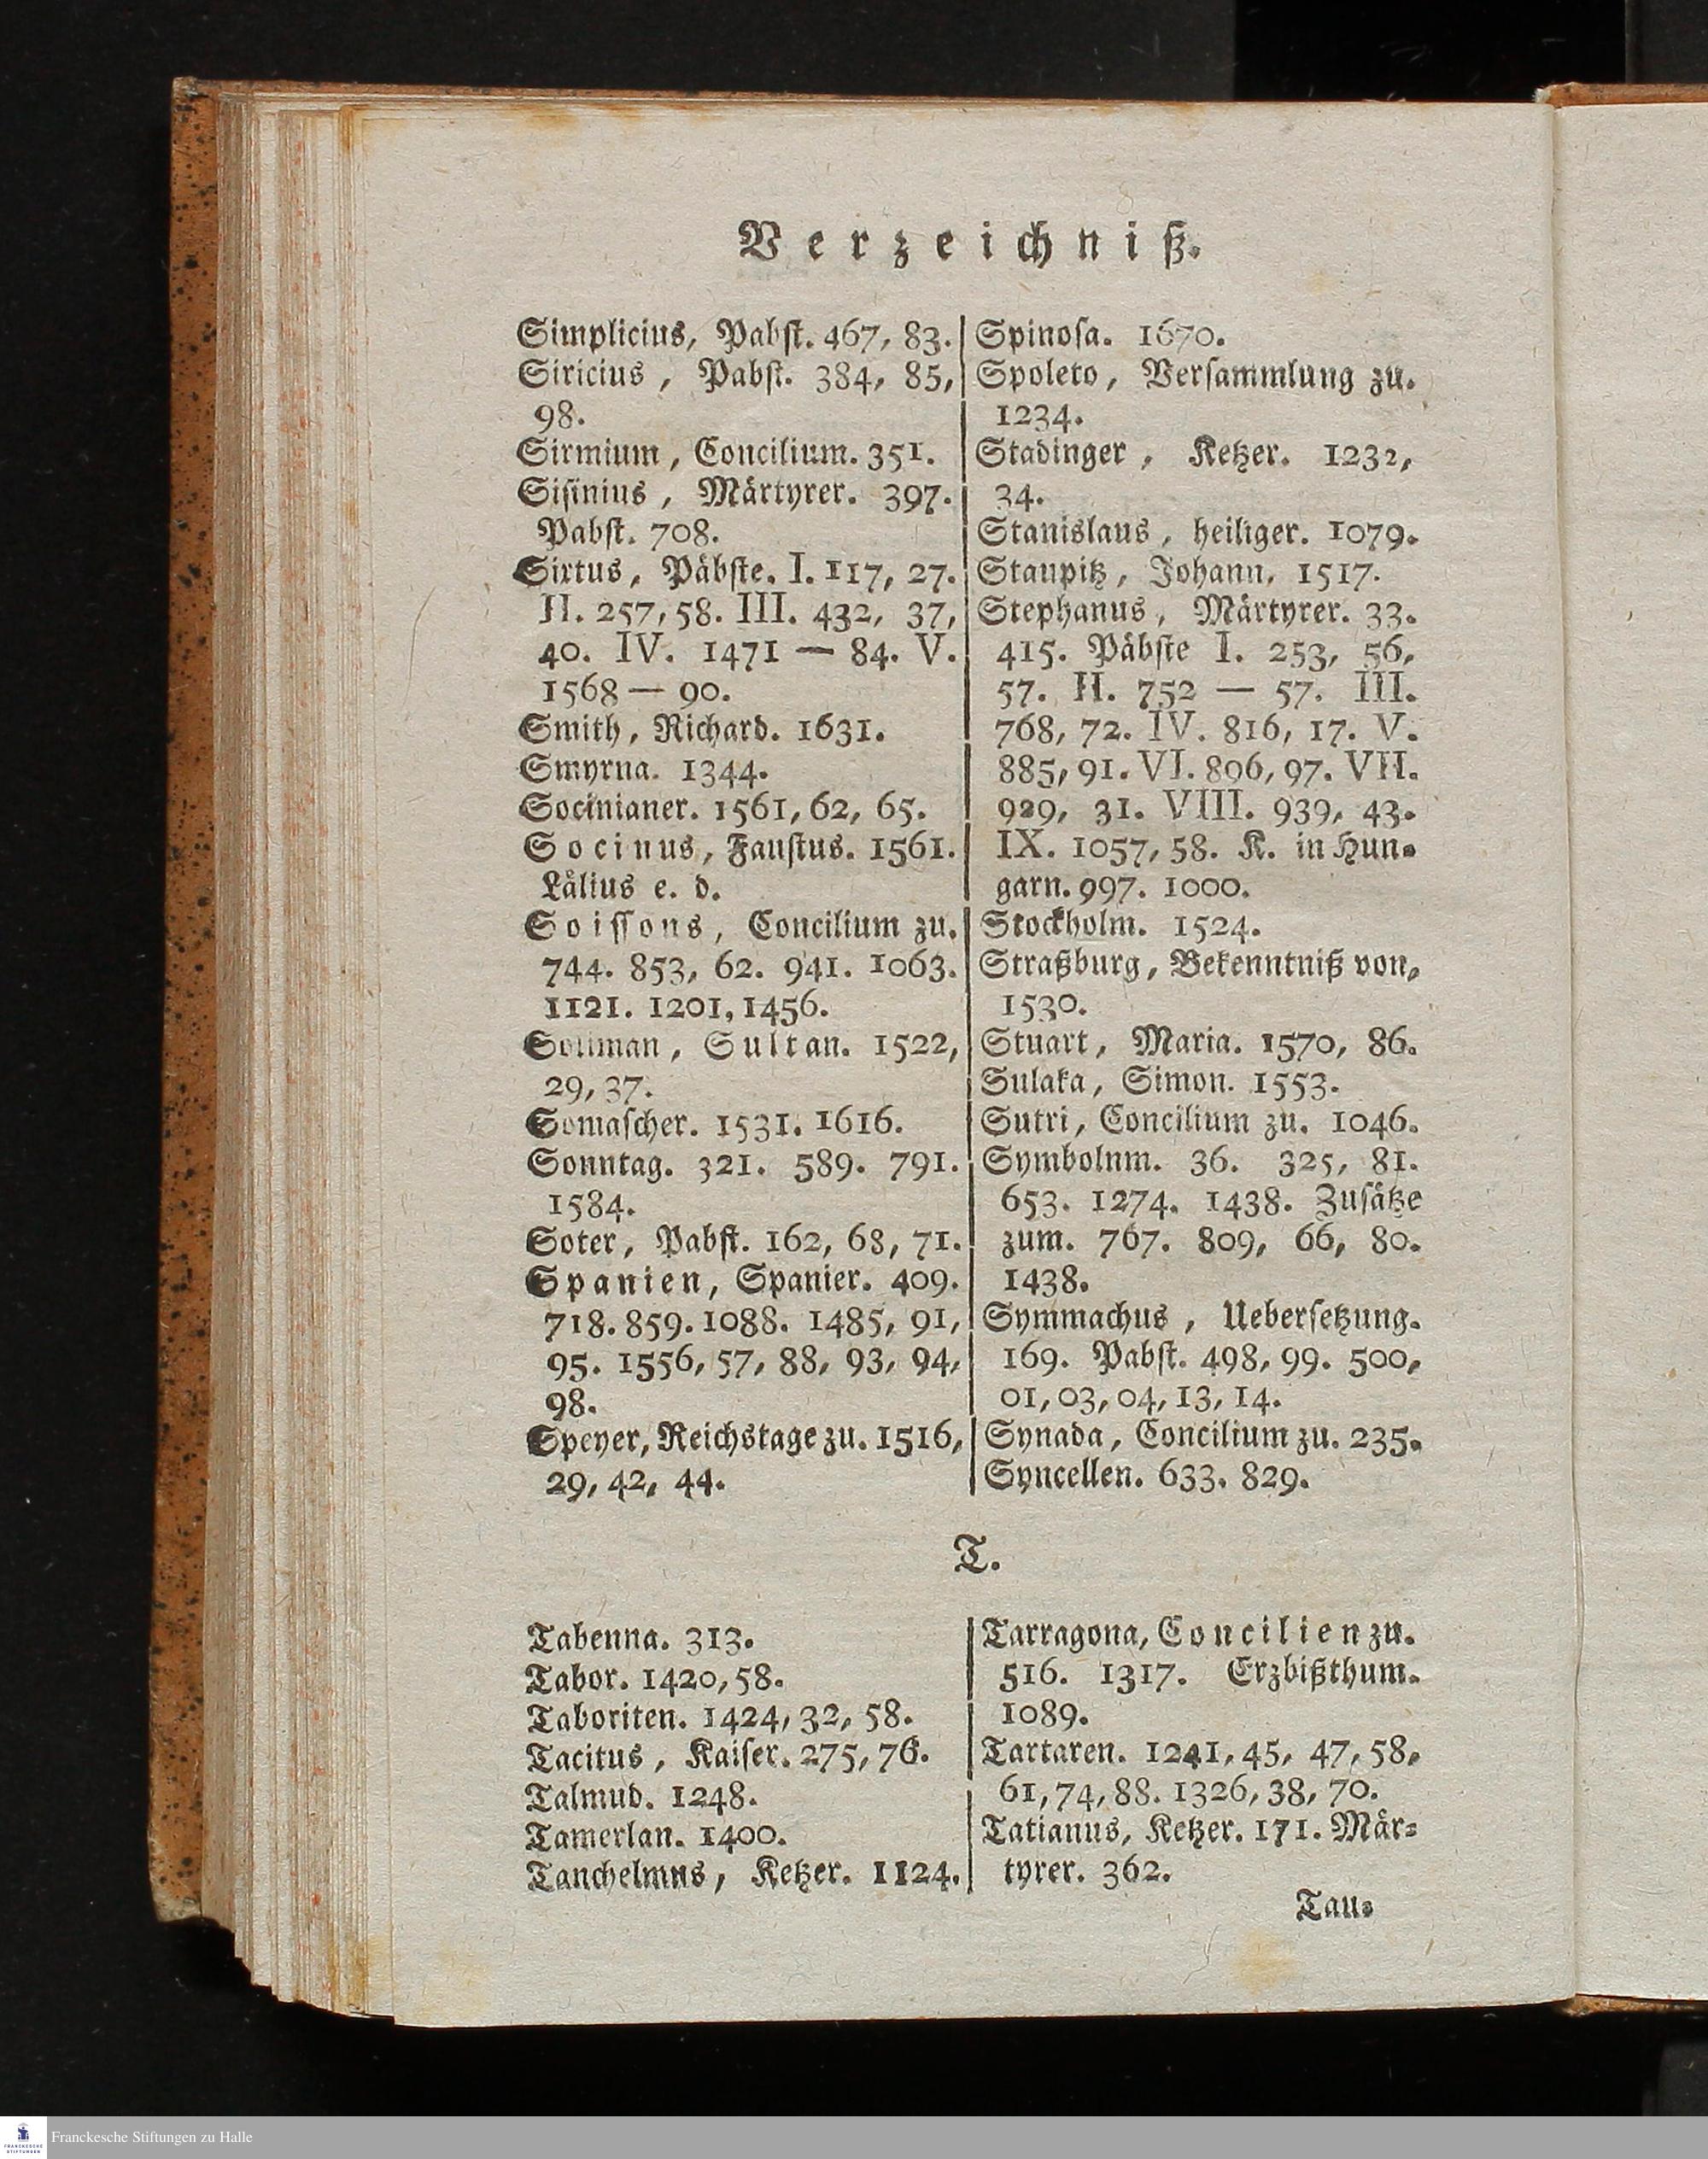 Verzeichniß.
Simplicius, Pabst. 467, 83.
Siricius, Pabst. 384, 85,
98.
Sirmium, Concilium. 351.
Sisinius, Märtyrer. 397.
Pabst. 708.
Sixtus, Päbste. I. 117, 27.
II. 257, 58. III. 432, 37,
40. IV. 1471 — 84. V.
1568 — 90.
Smith, Richard. 1631.
Smyrna. 1344.
Socinianer. 1561, 62, 65.
Socinus, Faustus. 1561.
Lälius e. d.
Soissons, Concilium zu.
744. 853, 62. 941. 1063.
1121. 1201, 1456.
Soliman, Sultan. 1522,
29, 37.
Somascher. 1531. 1616.
Sonntag. 321. 589. 791.
1584.
Soter, Pabst. 162, 68, 71.
Spanien, Spanier. 409.
718. 859. 1088. 1485, 91,
95. 1556, 57, 88, 93, 94,
98.
Speyer, Reichstage zu. 1516,
29, 42, 44.
Spinosa. 1670.
Spoleto, Versammlung zu.
1234.
Stadinger, Ketzer. 1232,
34.
Stanislaus, heiliger. 1079.
Staupitz, Johann. 1517.
Stephanus, Märtyrer. 33.
415. Päbste I. 253, 56,
57. II. 752 — 57. III.
768, 72. IV. 816, 17. V.
885, 91. VI. 896, 97. VII.
929, 31. VIII. 939, 43.
IX. 1057, 58. K. in Hun-
garn. 997. 1000.
Stockholm. 1524.
Straßburg, Bekenntniß von,
1530.
Stuart, Maria. 1570, 86.
Sulaka, Simon. 1553.
Sutri, Concilium zu. 1046.
Symbolnm. 36. 325, 81.
653. 1274. 1438. Zusätze
zum. 767. 809, 66, 80.
1438.
Symmachus, Uebersetzung.
169. Pabst. 498, 99. 500,
01, 03, 04, 13, 14.
Synada, Concilium zu. 235.
Syncellen. 633. 829.
T.
Tabenna. 313.
Tabor. 1420, 58.
Taboriten. 1424, 32, 58.
Tacitus, Kaiser. 275, 76.
Talmud. 1248.
Tamerlan. 1400.
Tanchelmus, Ketzer. 1124.
Tarragona, Concilien zu.
516. 1317. Erzbißthum.
1089.
Tartaren. 1241, 45, 47, 58,
61, 74, 88. 1326, 38, 70.
Tatianus, Ketzer. 171. Mär-
tyrer. 362.
Tau-
Franckesche Stiftungen zu Halle
FRANCKESCHE
STIFTUNGEN